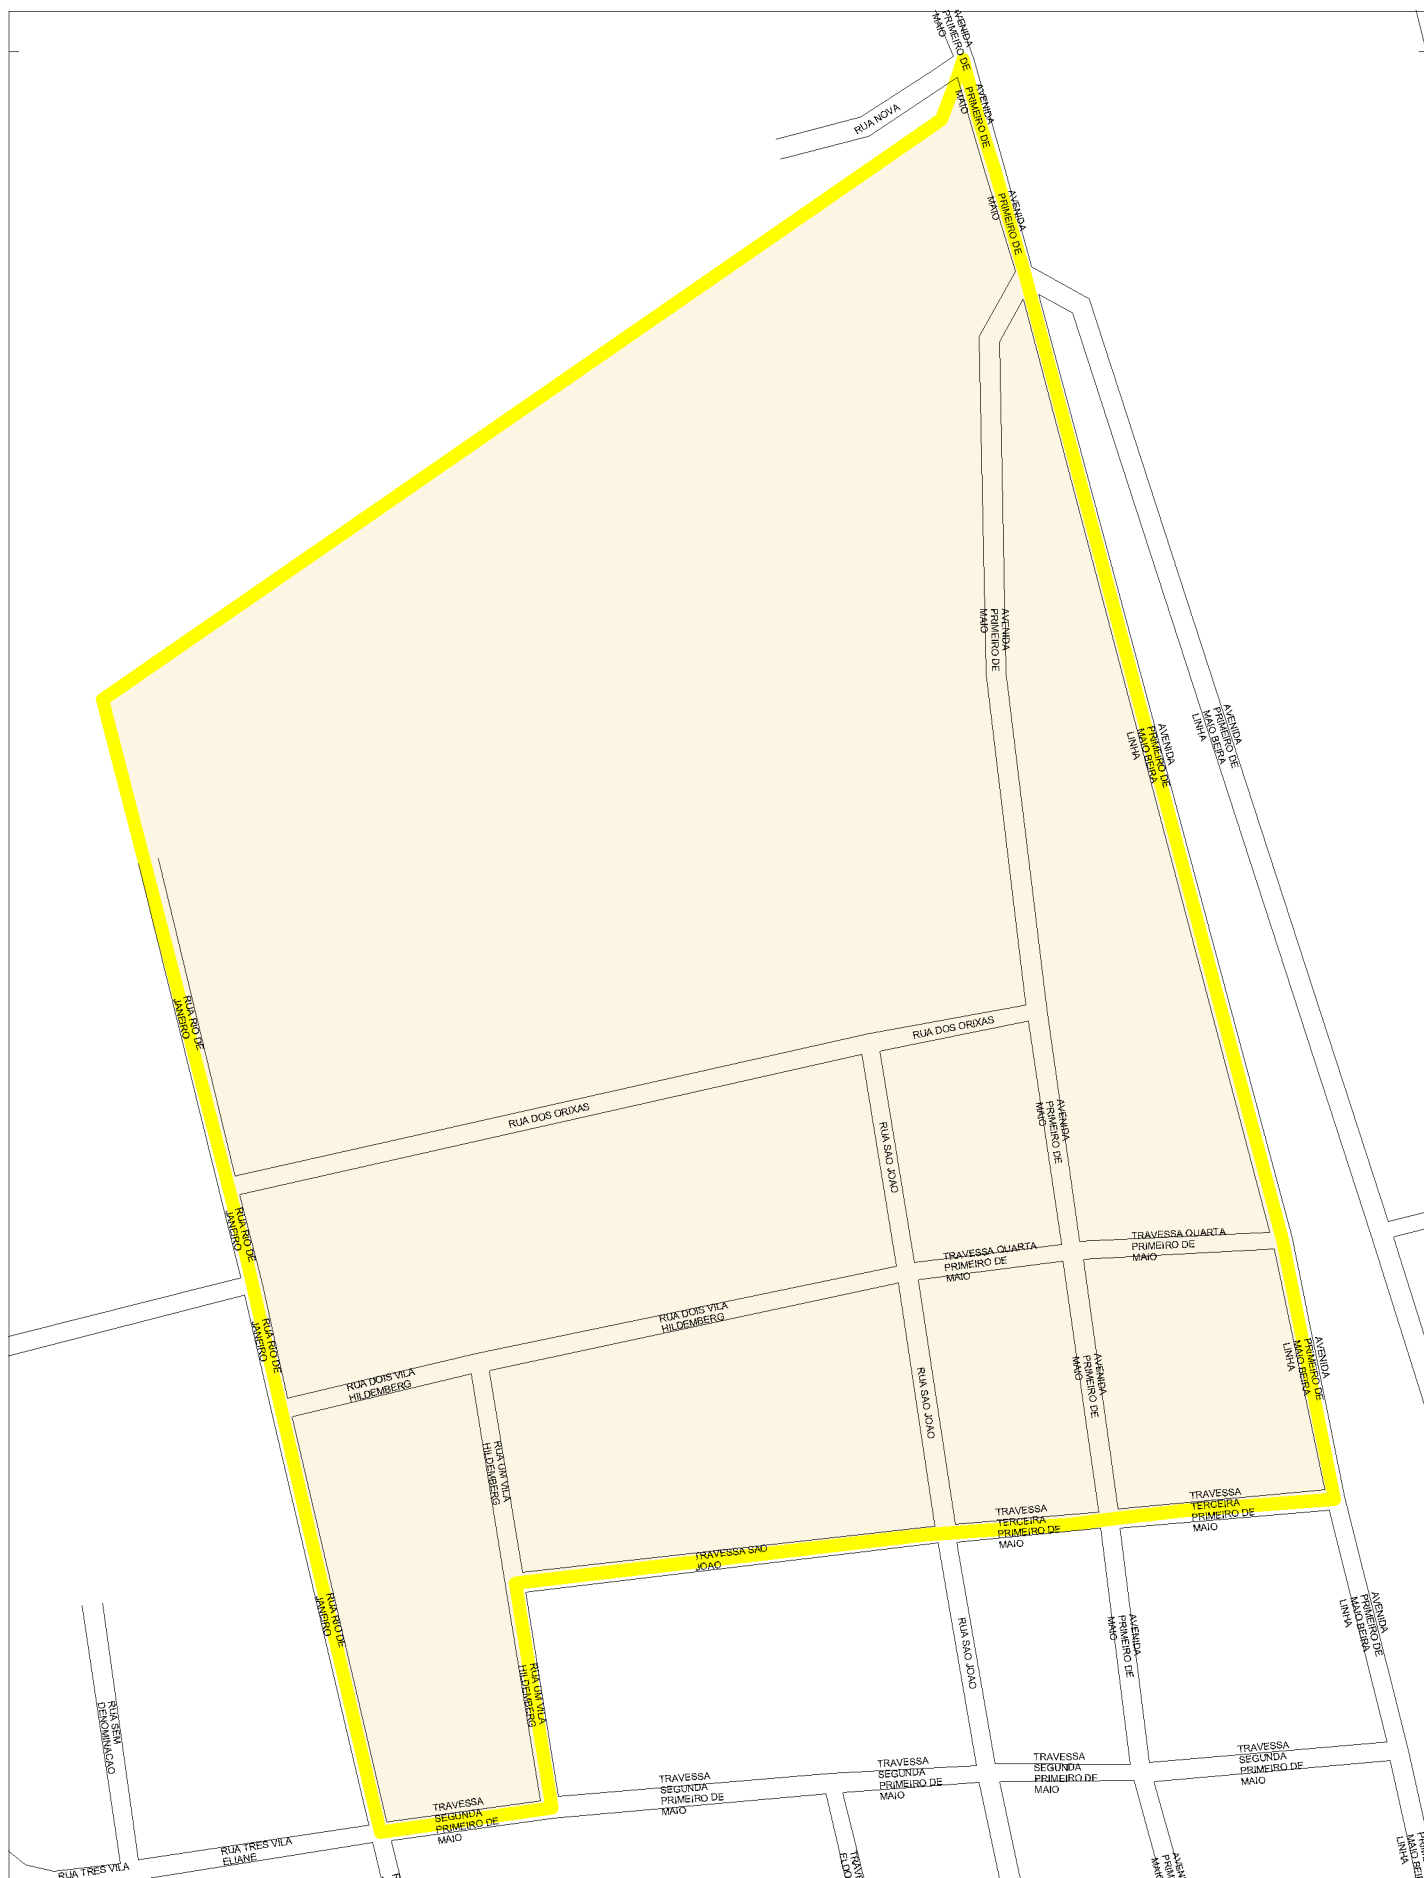 AVENIDA
PRIMEIRO DE
MAIO
AVENIDA
PRIMEIRO DE
MAIO
RUA NOVA
AVENIDA
PRIMEIRO DE
MAIO
AVENIDA
PRIMEIRO DE
MAIO
AVENIDA
PRIMEIRO DE
MAIO BEIRA
LINHA
AVENIDA
PRIMEIRO DE
MAIO BEIRA
LINHA
RUA RIO DE
JANEIRO
RUA DOS ORIXAS
RUA DOS ORIXAS
AVENIDA
PRIMEIRO DE
MAIO
RUA SAO JOAO
RUA RIO DE
JANEIRO
TRAVESSA QUARTA
PRIMEIRO DE
MAIO
TRAVESSA QUARTA
PRIMEIRO DE
MAIO
RUA DOIS VILA
HILDEMBERG
RUA RIO DE
JANEIRO
RUA DOIS VILA
HILDEMBERG
RUA SAO JOAO
AVENIDA
PRIMEIRO DE
MAIO
AVENIDA
PRIMEIRO DE
MAIO BEIRA
LINHA
RUA UM VILA
HILDEMBERG
TRAVESSA
TERCEIRA
PRIMEIRO DE
MAIO
TRAVESSA
TERCEIRA
PRIMEIRO DE
MAIO
TRAVESSA SAO
JOAO
RUA RIO DE
JANEIRO
RUA UM VILA
HILDEMBERG
RUA SAO JOAO
AVENIDA
PRIMEIRO DE
MAIO
AVENIDA
PRIMEIRO DE
MAIO BEIRA
LINHA
RUA SEM
DENOMINACAO
TRAVESSA
SEGUNDA
PRIMEIRO DE
MAIO
TRAVESSA
SEGUNDA
PRIMEIRO DE
MAIO
TRAVESSA
SEGUNDA
PRIMEIRO DE
MAIO
TRAVESSA
SEGUNDA
PRIMEIRO DE
MAIO
TRAVESSA
SEGUNDA
PRIMEIRO DE
MAIO
RUA TRES VILA
ELIANE
RUA TRES VILA
LINHA